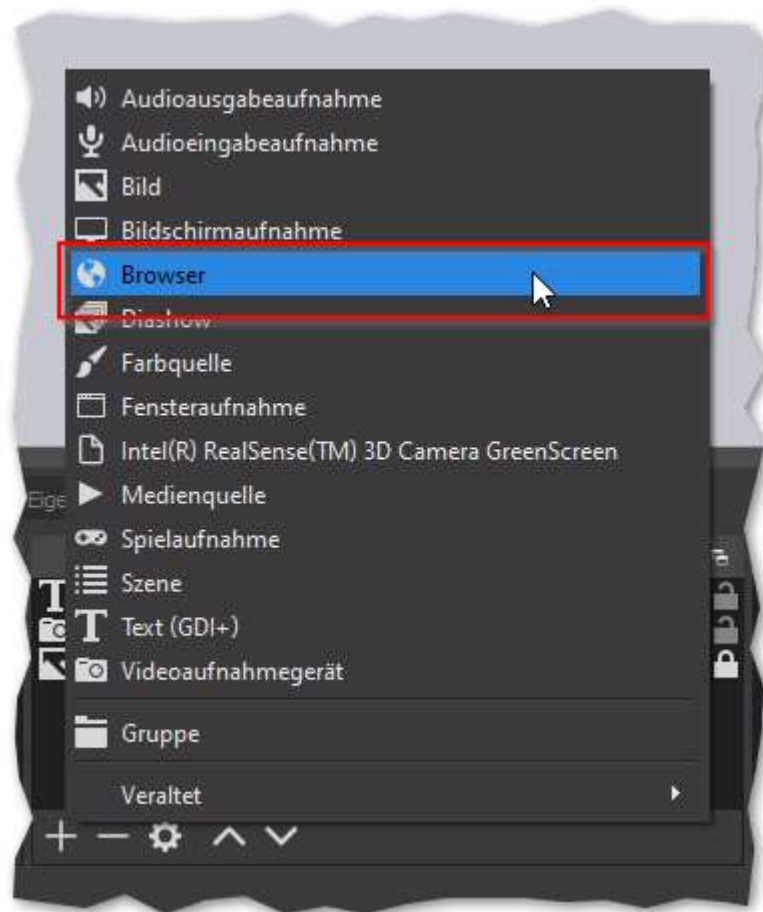 Audioausgabeaufnahme
Audioeingabeaufnahme
Bild
Bildschirmaufnahme
Browser
Diashow
Farbquelle
Fensteraufnahme
Intel(R) RealSense(TM) 3D Camera GreenScreen
Eige
Medienquelle
Spielaufnahme
Szene
Text (GDI+)
Videoaufnahmegerät
Gruppe
Veraltet